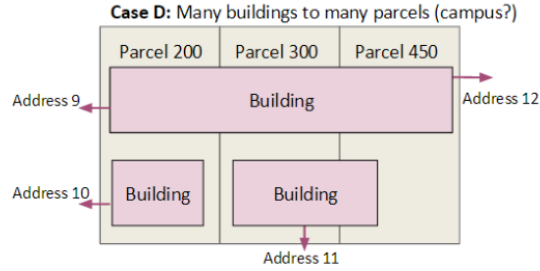 Case D: Many buildings to many parcels (campus?)
Parcel 200 Parcel 300 Parcel 450
Address 9
Building
Address 12
Address 10
Building
Building
Address 11